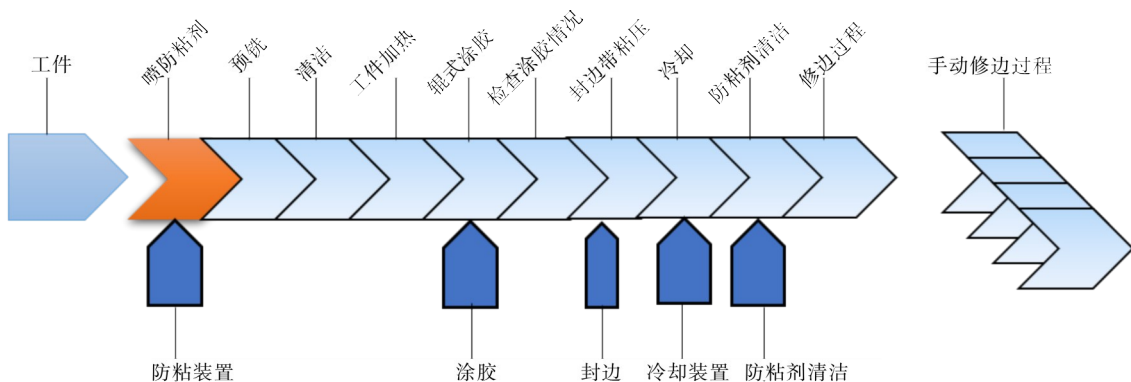 工件
喷防粘剂
预铣
清洁
工件加热
辊式涂胶
检查涂胶情况
封边带粘压
冷却
防粘剂清洁
修边过程
手动修边过程
防粘装置
涂胶
封边
冷却装置
防粘剂清洁